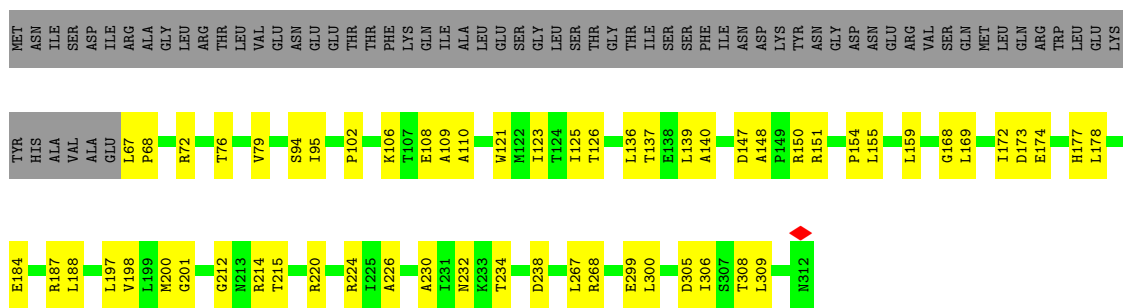 MET ASN ILE SER ASP ILE ARG ALA GLY LEU ARG THR LEU VAL GLU ASN GLU GLU THR THR PHE LYS GLN ILE ALA LEU GLU SER GLY LEU SER THR GLY THR ILE SER SER PHE ILE ASN ASP LYS TYR ASN GLY ASP ASN GLU ARG VAL SER GLN MET LEU GLN ARG TRP LEU GLU LYS
TYR HIS ALA VAL ALA GLU L67 P68 R72 T76 V79 S94 I95 P102 K106 T107 E108 A109 A110 W121 M122 I123 T124 I125 T126 L136 T137 E138 L139 A140 D147 A148 P149 R150 R151 P154 L155 L159 G168 L169 I172 D173 E174 H177 L178
E184 R187 L188 L197 V198 L199 M200 G201 G212 N213 R214 T215 R220 R224 I225 A226 A230 I231 N232 K233 T234 D238 L267 R268 E299 L300 D305 I306 S307 T308 L309 N312